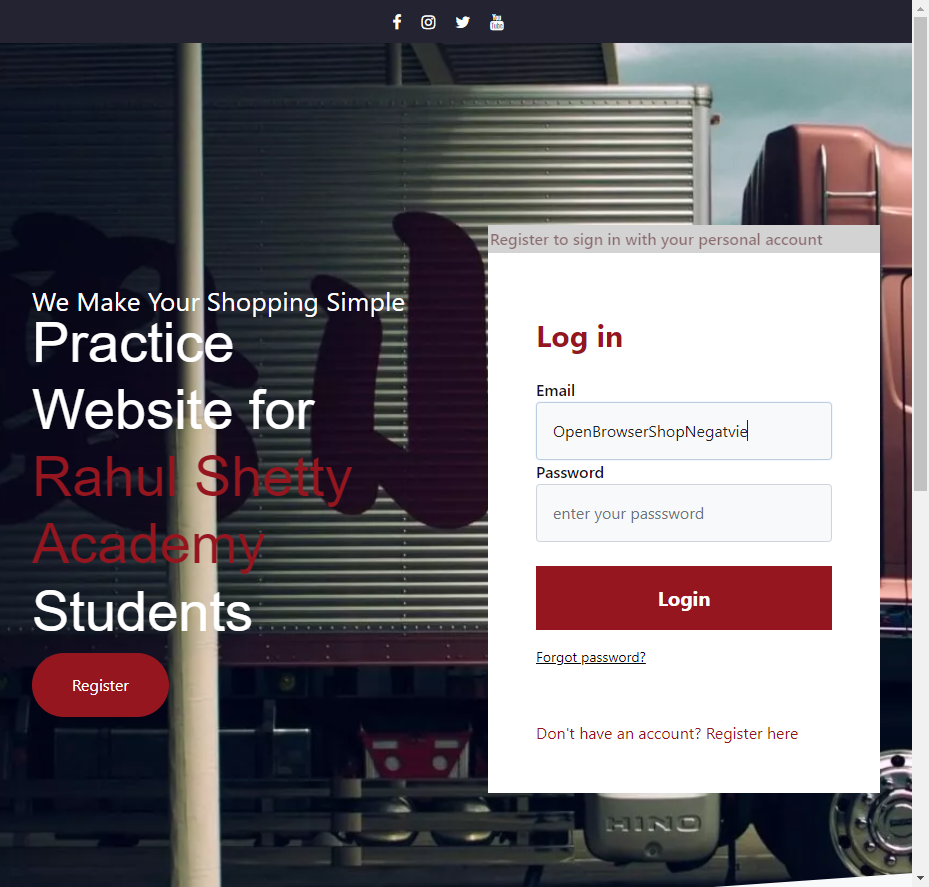 Register to sign in with your personal account
We Make Your Shopping Simple
Practice
Website for
Rahul Shetty
Academy
Students
Register
Log in
Email
OpenBrowserShopNegatvie
Password
enter your passsword
Login
Forgot password?
Don't have an account? Register here
HINO